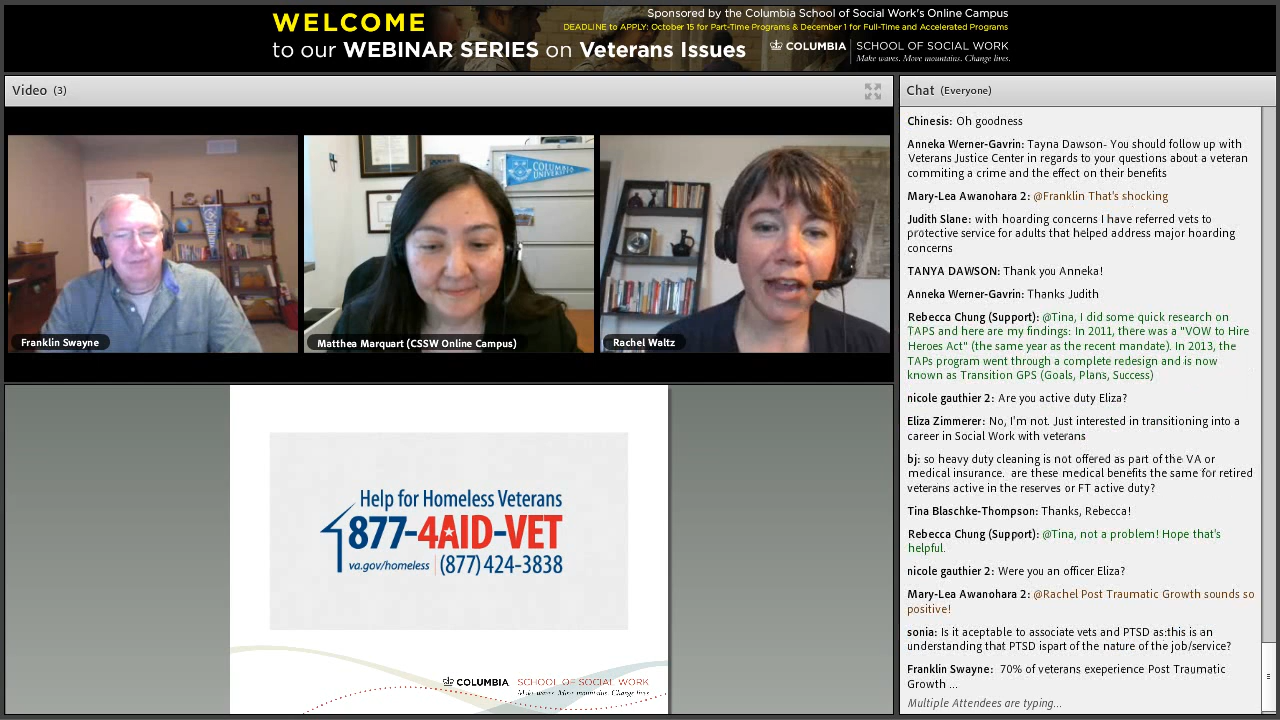 WELCOME
to our WEBINAR SERIES on Veterans Issues
Sponsored by the Columbia School of Social Work's Online Campus
DEADLINE to APPLY: October 15 for Part-Time Programs & December 1 for Full-Time and Accelerated Programs
COLUMBIA SCHOOL OF SOCIAL WORK
Make waves. Move mountains. Change lives.
Video (3)
COLUMBIA
UNIVERSITY
Franklin Swayne
Matthea Marquart (CSSW Online Campus)
Rachel Waltz
Help for Homeless Veterans
877-4AID-VET
va.gov/homeless (877) 424-3838
COLUMBIA SCHOOL OF SOCIAL WORK
Make waves. Move mountains. Change lives.
Chat (Everyone)
Chinesis: Oh goodness
Anneka Werner-Gavrin: Tayna Dawson- You should follow up with
Veterans Justice Center in regards to your questions about a veteran
commiting a crime and the effect on their benefits
Mary-Lea Awanohara 2: @Franklin That's shocking
Judith Slane: with hoarding concerns I have referred vets to
protective service for adults that helped address major hoarding
concerns
TANYA DAWSON: Thank you Anneka!
Anneka Werner-Gavrin: Thanks Judith
Rebecca Chung (Support): @Tina, I did some quick research on
TAPS and here are my findings: In 2011, there was a "VOW to Hire
Heroes Act" (the same year as the recent mandate). In 2013, the
TAPs program went through a complete redesign and is now
known as Transition GPS (Goals, Plans, Success)
nicole gauthier 2: Are you active duty Eliza?
Eliza Zimmerer: No, I'm not. Just interested in transitioning into a
career in Social Work with veterans
bj: so heavy duty cleaning is not offered as part of the VA or
medical insurance. are these medical benefits the same for retired
veterans active in the reserves or FT active duty?
Tina Blaschke-Thompson: Thanks, Rebecca!
Rebecca Chung (Support): @Tina, not a problem! Hope that's
helpful.
nicole gauthier 2: Were you an officer Eliza?
Mary-Lea Awanohara 2: @Rachel Post Traumatic Growth sounds so
positive!
sonia: Is it aceptable to associate vets and PTSD as:this is an
understanding that PTSD ispart of the nature of the job/service?
Franklin Swayne: 70% of veterans exeperience Post Traumatic
Growth ...
Multiple Attendees are typing...